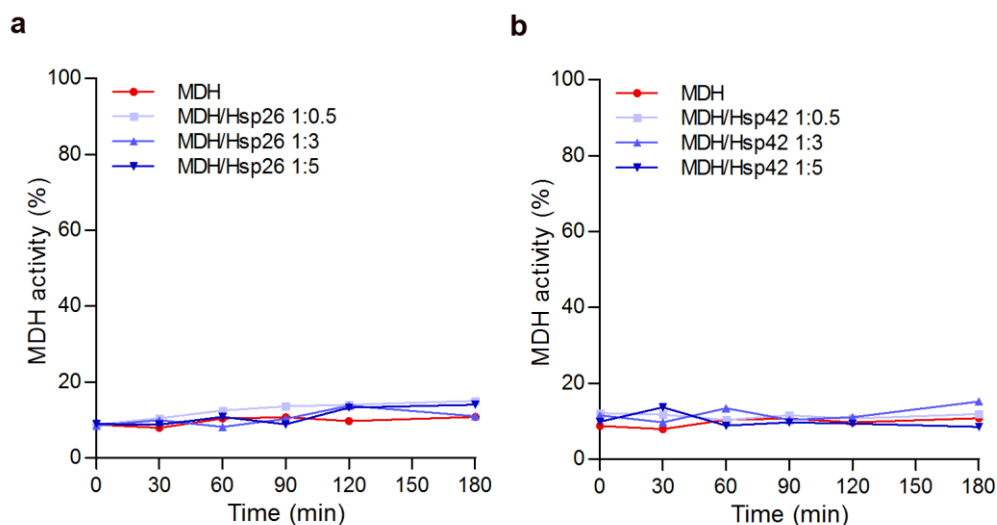 a
MDH activity (%)
100
80
60
40
20
0
MDH
MDH/Hsp26 1:0.5
MDH/Hsp26 1:3
MDH/Hsp26 1:5
0 30 60 90 120 150 180
Time (min)
b
MDH activity (%)
100
80
60
40
20
0
MDH
MDH/Hsp42 1:0.5
MDH/Hsp42 1:3
MDH/Hsp42 1:5
0 30 60 90 120 150 180
Time (min)